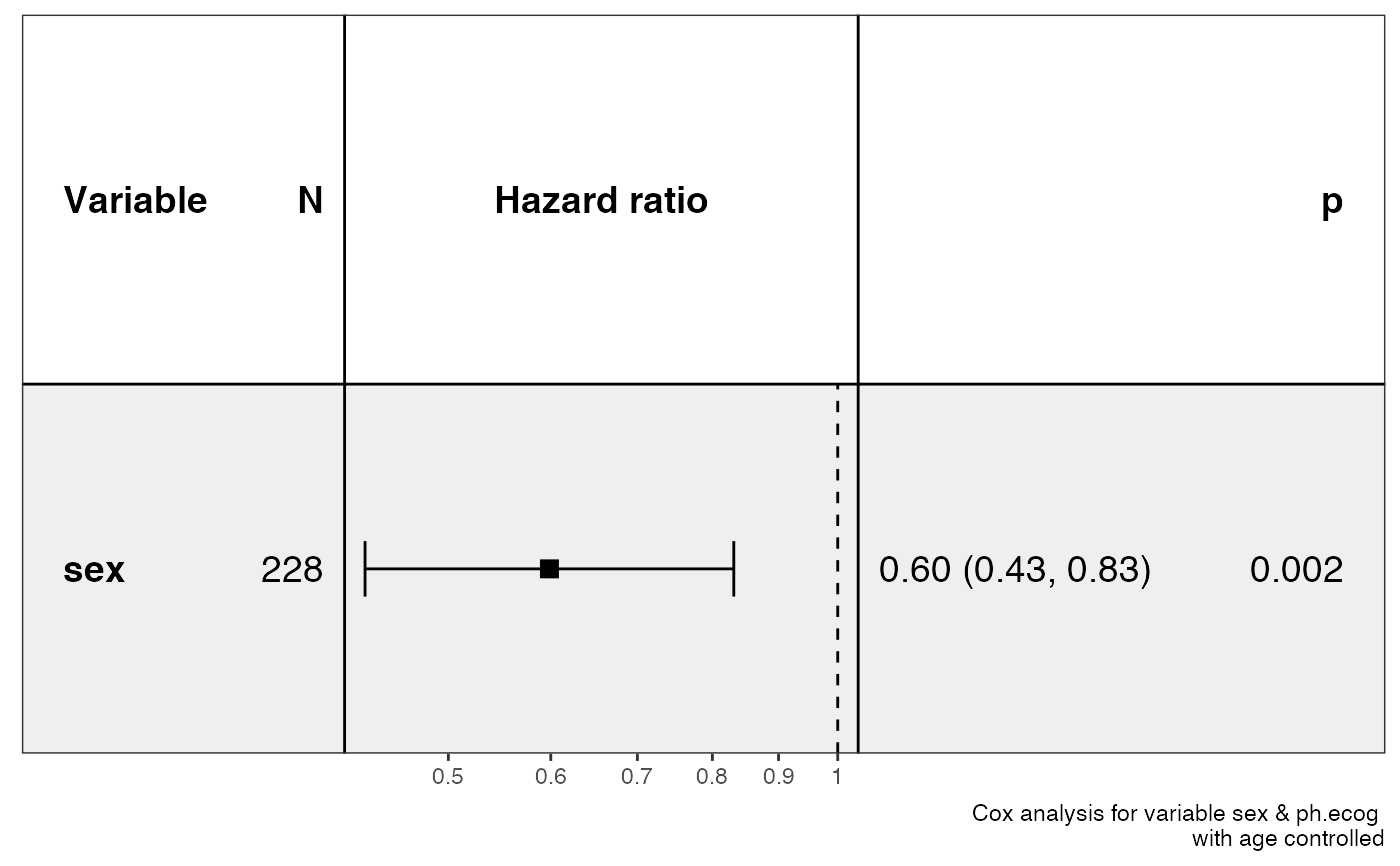 Variable N Hazard ratio p
sex 228 0.60 (0.43, 0.83) 0.002
0.5 0.6 0.7 0.8 0.9 1
Cox analysis for variable sex & ph.ecog
with age controlled